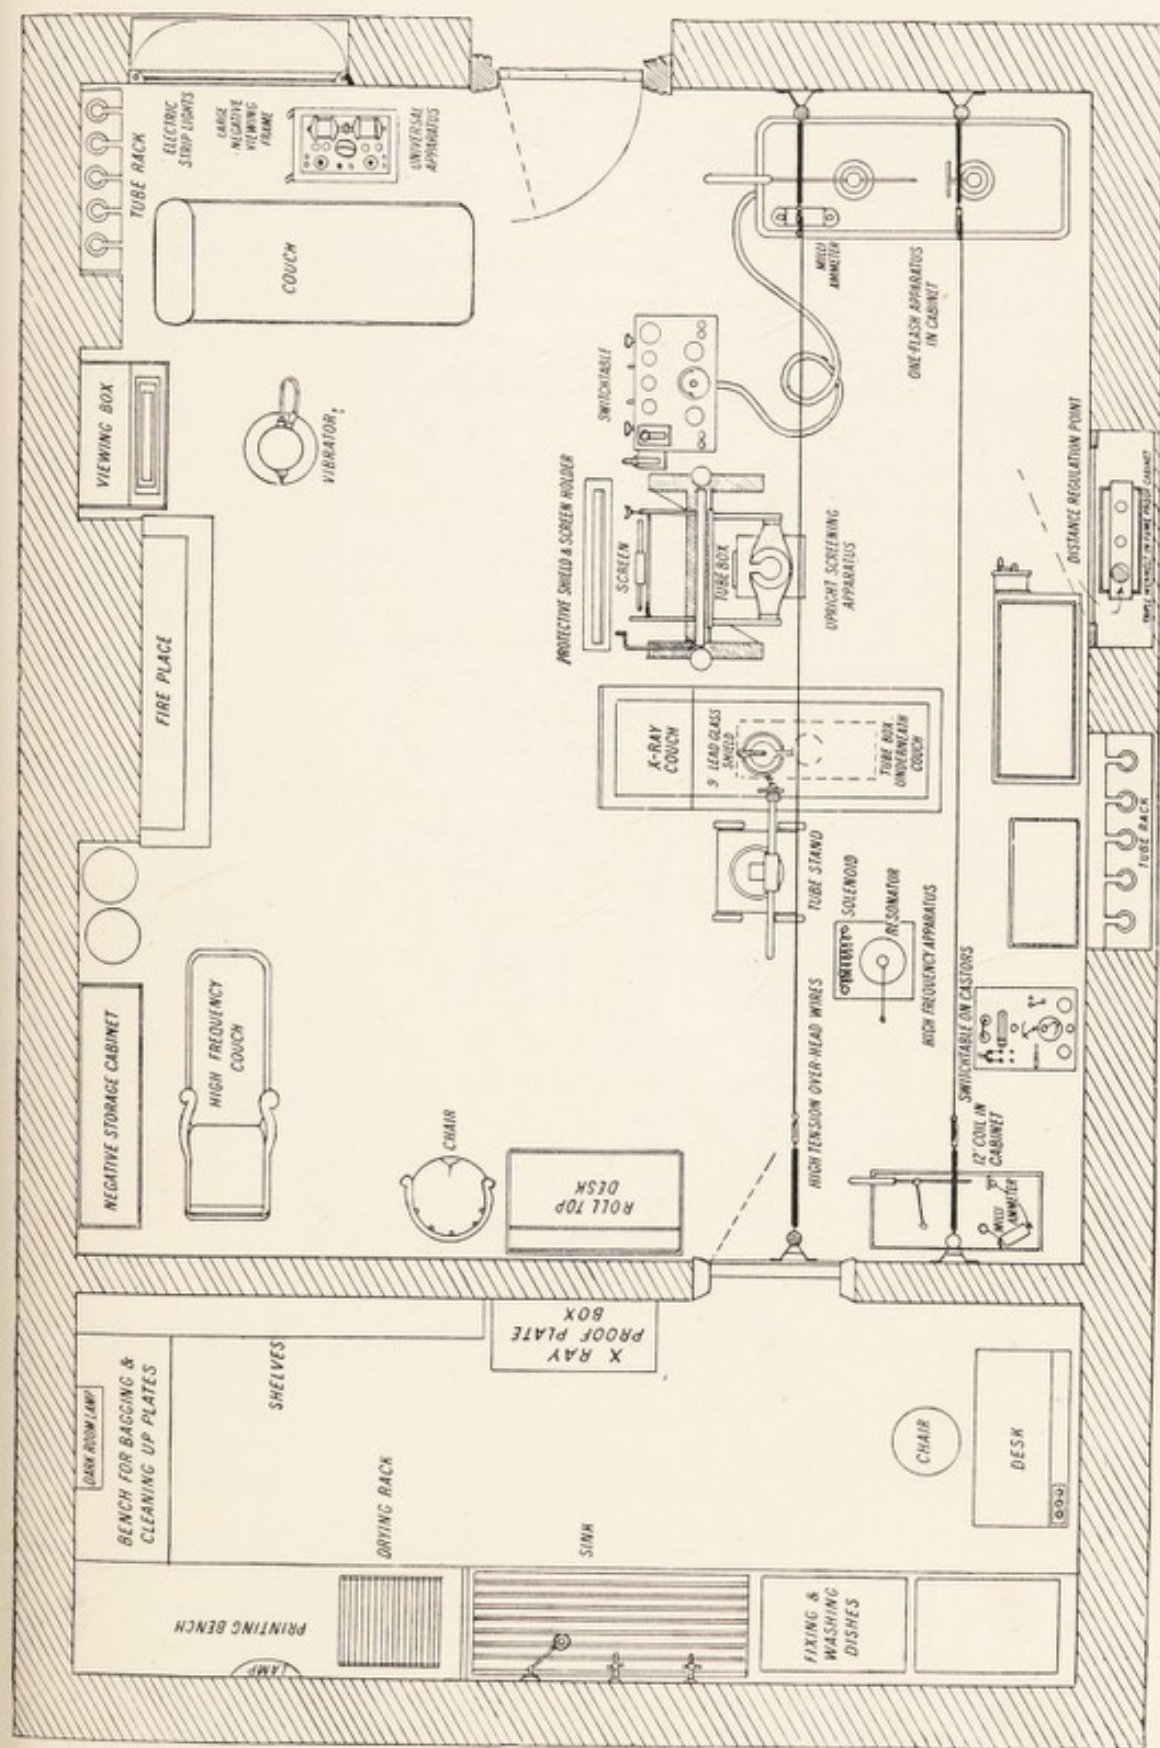 ELECTRIC
STRIP LIGHTS
LARGE
NEGATIVE
VIEWING
FRAME
UNIVERSAL
APPARATUS
TUBE RACK
COUCH
VIEWING BOX
VIBRATOR
FIRE PLACE
NEGATIVE STORAGE CABINET
HIGH FREQUENCY
COUCH
CHAIR
ROLL TOP
DESK
MILLI
AMMETER
ONE-FLASH APPARATUS
IN CABINET
SWITCHTABLE
PROTECTIVE SHIELD & SCREEN HOLDER
SCREEN
TUBE BOX
UPRIGHT SCREENING
APPARATUS
DISTANCE REGULATION POINT
X-RAY
COUCH
LEAD GLASS
SHIELD
TUBE BOX
UNDERNEATH
COUCH
TUBE STAND
SOLENOID
RESONATOR
HIGH FREQUENCY APPARATUS
HIGH TENSION OVER-HEAD WIRES
TUBE RACK
SWITCHTABLE ON CASTORS
12" COIL IN
CABINET
MILLI
AMMETER
X RAY
PROOF PLATE
BOX
SHELVES
DARK ROOM LAMP
BENCH FOR BAGGING &
CLEANING UP PLATES
DRYING RACK
SINK
PRINTING BENCH
LAMP
FIXING &
WASHING
DISHES
CHAIR
DESK